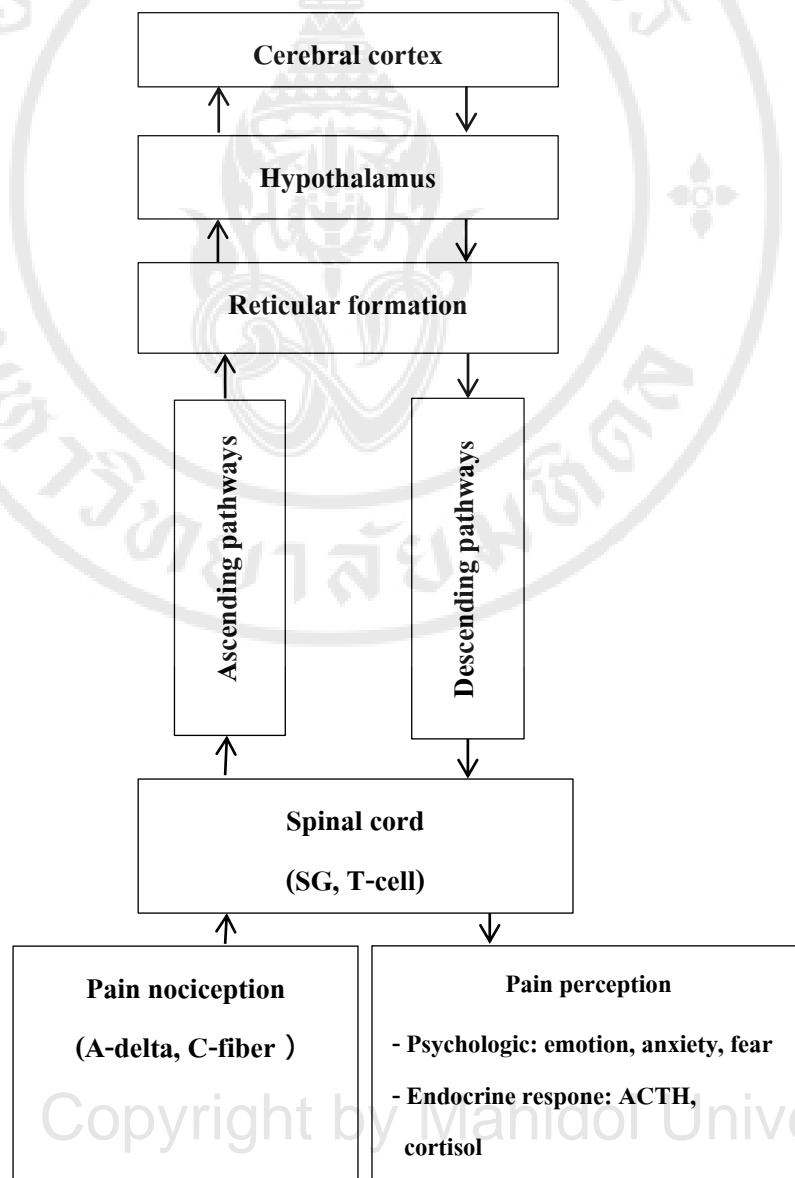 Cerebral cortex
Hypothalamus
Reticular formation
Ascending pathways
Descending pathways
Spinal cord
(SG, T-cell)
Pain nociception
(A-delta, C-fiber )
Pain perception
- Psychologic: emotion, anxiety, fear
- Endocrine respone: ACTH,
cortisol
Copyright by Mahidol Unive